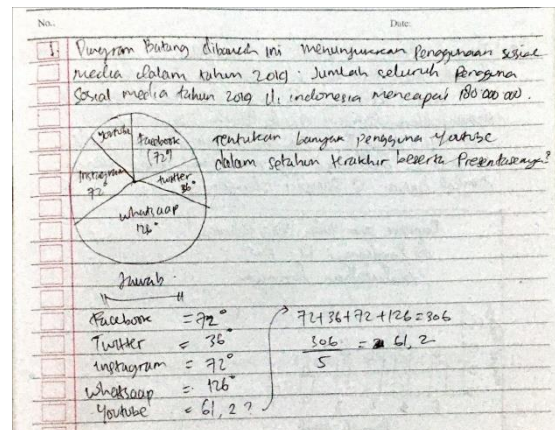 No.. Date:
1. Diagram Batang dibawah ini menunjukkan Penggunaan sosial
media dalam tahun 2019. Jumlah seluruh Pengguna
Sosial media tahun 2019 di indonesia mencapai 180 000 000.
Youtube
Facebook
(72°)
Instagram
72°
twitter
36°
whatsaap
126°
Tentukan banyak pengguna Youtube
dalam setahun terakhir beserta Presentasenya?
Jawab.
Facebook = 72°
Twitter = 36°
Instagram = 72°
whatsaap = 126°
Youtube = 61,2 ?
72+36+72+126=306
306
5
= 61,2